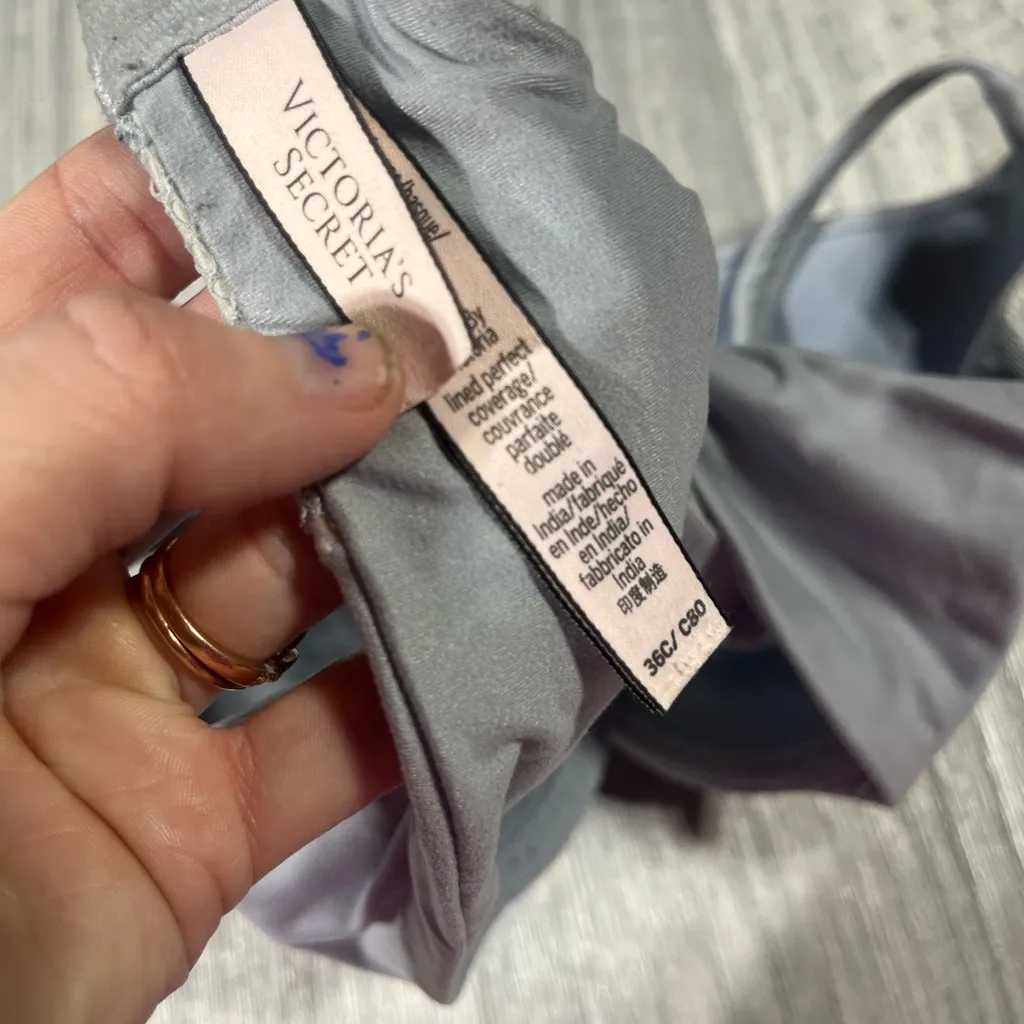 VICTORIA'S
SECRET
/basque/
lined perfect
coverage/
couvrance
parfaite
doublé
made in
India/fabriqué
en Inde/hecho
en India/
fabbricato in
India
印度制造
36C/ C80